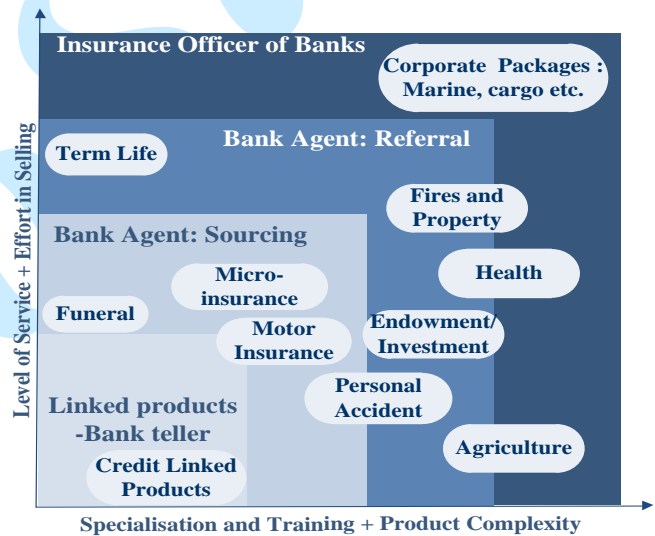 Insurance Officer of Banks
Corporate Packages :
Marine, cargo etc.
Bank Agent: Referral
Term Life
Fires and
Property
Bank Agent: Sourcing
Health
Micro-
insurance
Funeral
Motor
Insurance
Endowment/
Investment
Personal
Accident
Linked products
-Bank teller
Agriculture
Credit Linked
Products
Level of Service + Effort in Selling
Specialisation and Training + Product Complexity